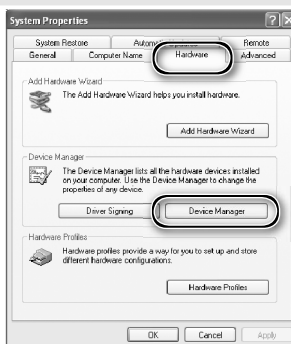 System Properties
System Restore Automatic Updates Remote
General Computer Name Hardware Advanced
Add Hardware Wizard
The Add Hardware Wizard helps you install hardware.
Add Hardware Wizard
Device Manager
The Device Manager lists all the hardware devices installed
on your computer. Use the Device Manager to change the
properties of any device.
Driver Signing Device Manager
Hardware Profiles
Hardware profiles provide a way for you to set up and store
different hardware configurations.
Hardware Profiles
OK Cancel Apply